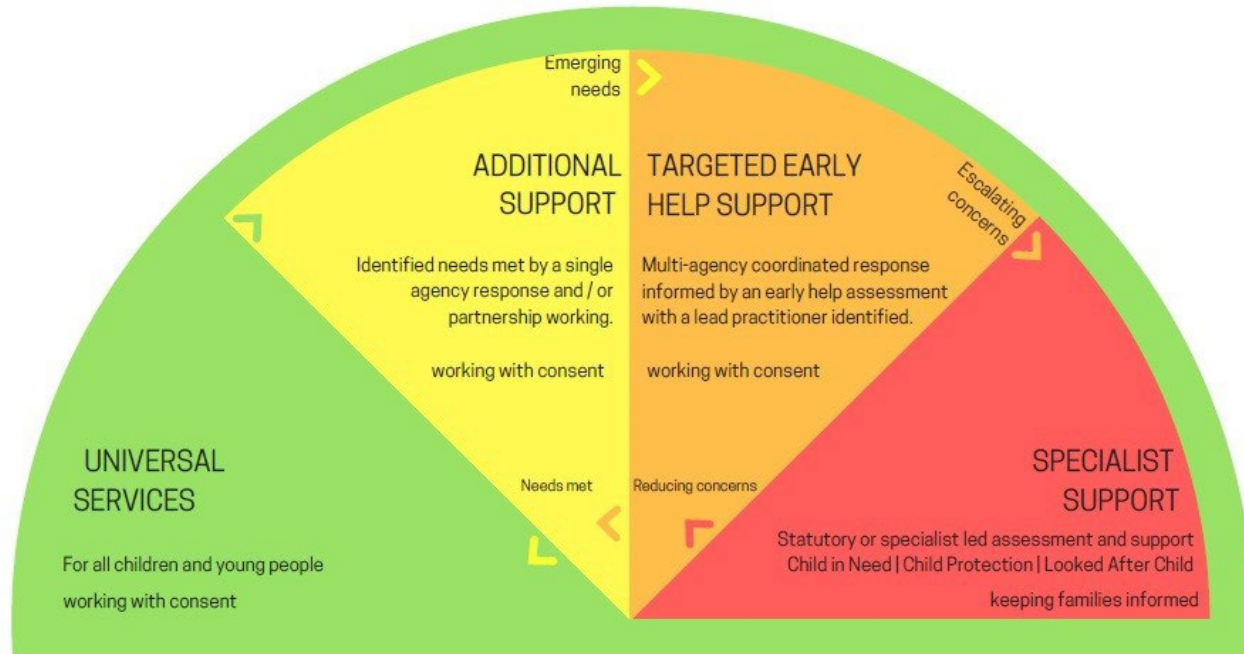 Emerging
needs
ADDITIONAL
SUPPORT
Identified needs met by a single
agency response and / or
partnership working.
working with consent
Needs met
TARGETED EARLY
HELP SUPPORT
Multi-agency coordinated response
informed by an early help assessment
with a lead practitioner identified.
working with consent
Reducing concerns
Escalating
concerns
UNIVERSAL
SERVICES
For all children and young people
working with consent
SPECIALIST
SUPPORT
Statutory or specialist led assessment and support
Child in Need | Child Protection | Looked After Child
keeping families informed